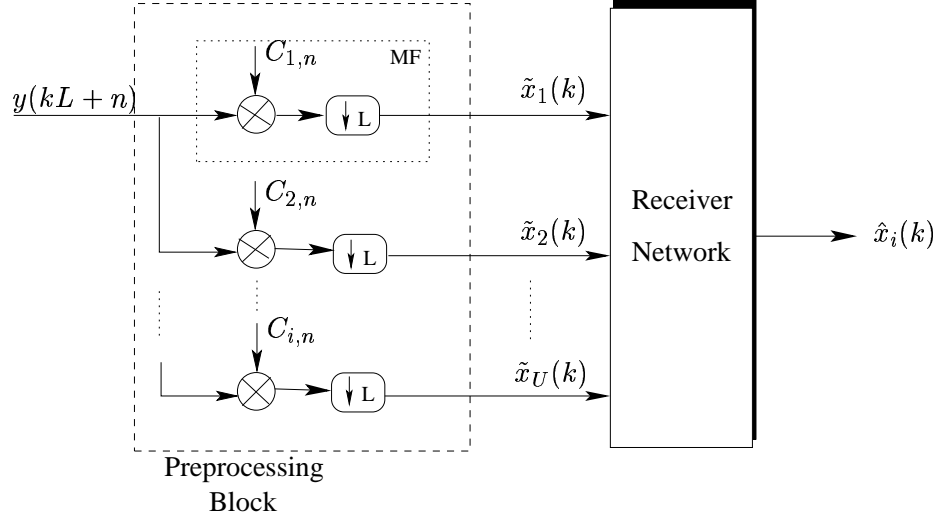 C_{1,n}
MF
y(kL + n)
L
x̃_1(k)
C_{2,n}
L
x̃_2(k)
Receiver
Network
x̂_i(k)
C_{i,n}
L
x̃_U(k)
Preprocessing
Block